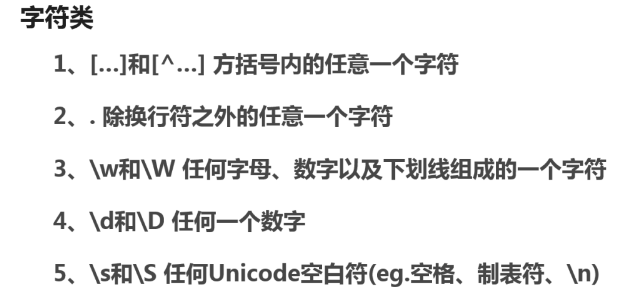 字符类
1、[...]和[^...] 方括号内的任意一个字符
2、. 除换行符之外的任意一个字符
3、\w和\W 任何字母、数字以及下划线组成的一个字符
4、\d和\D 任何一个数字
5、\s和\S 任何Unicode空白符(eg.空格、制表符、\n)